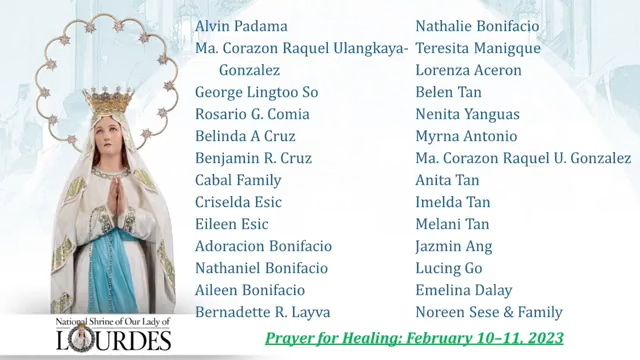 Alvin Padama
Ma. Corazon Raquel Ulangkaya-
Gonzalez
George Lingtoo So
Rosario G. Comia
Belinda A Cruz
Benjamin R. Cruz
Cabal Family
Criselda Esic
Eileen Esic
Adoracion Bonifacio
Nathaniel Bonifacio
Aileen Bonifacio
Bernadette R. Layva
Nathalie Bonifacio
Teresita Manigque
Lorenza Aceron
Belen Tan
Nenita Yanguas
Myrna Antonio
Ma. Corazon Raquel U. Gonzalez
Anita Tan
Imelda Tan
Melani Tan
Jazmin Ang
Lucing Go
Emelina Dalay
Noreen Sese & Family
National Shrine of Our Lady of
LOURDES
Prayer for Healing: February 10–11, 2023